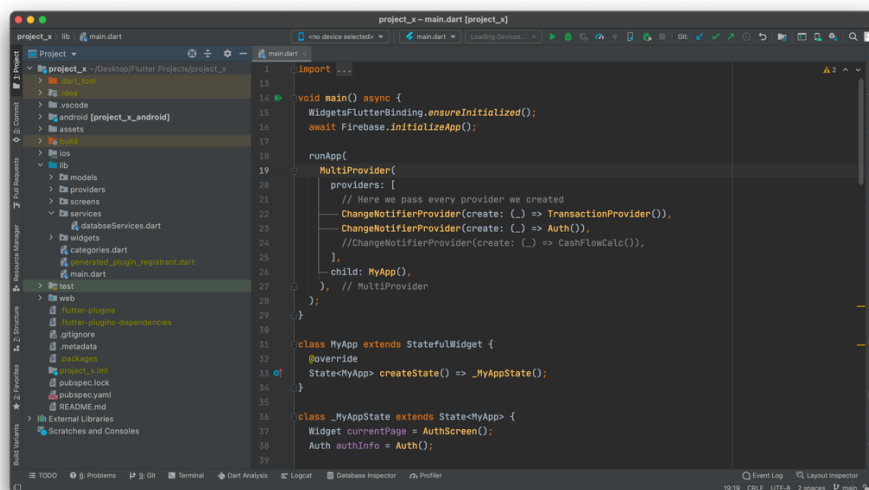 project_x – main.dart [project_x]
project_x
lib
main.dart
<no device selected>
main.dart
Loading Devices...
Git:
Project
main.dart
1: Project
0: Commit
Pull Requests
Resource Manager
Z: Structure
2: Favorites
Build Variants
project_x ~/Desktop/Flutter Projects/project_x
.dart_tool
.idea
.vscode
android [project_x_android]
assets
build
ios
lib
models
providers
screens
services
databseServices.dart
widgets
categories.dart
generated_plugin_registrant.dart
main.dart
test
web
.flutter-plugins
.flutter-plugins-dependencies
.gitignore
.metadata
.packages
project_x.iml
pubspec.lock
pubspec.yaml
README.md
External Libraries
Scratches and Consoles
2
1 import ...
13
14 void main() async {
15 WidgetsFlutterBinding.ensureInitialized();
16 await Firebase.initializeApp();
17
18 runApp(
19 MultiProvider(
20 providers: [
21 // Here we pass every provider we created
22 ChangeNotifierProvider(create: (_) => TransactionProvider()),
23 ChangeNotifierProvider(create: (_) => Auth()),
24 //ChangeNotifierProvider(create: (_) => CashFlowCalc()),
25 ],
26 child: MyApp(),
27 ), // MultiProvider
28 );
29 }
30
31 class MyApp extends StatefulWidget {
32 @override
33 State<MyApp> createState() => _MyAppState();
34 }
35
36 class _MyAppState extends State<MyApp> {
37 Widget currentPage = AuthScreen();
38 Auth authInfo = Auth();
39
TODO
6: Problems
9: Git
Terminal
Dart Analysis
Logcat
Database Inspector
Profiler
Event Log
Layout Inspector
19:19 CRLF UTF-8 2 spaces main